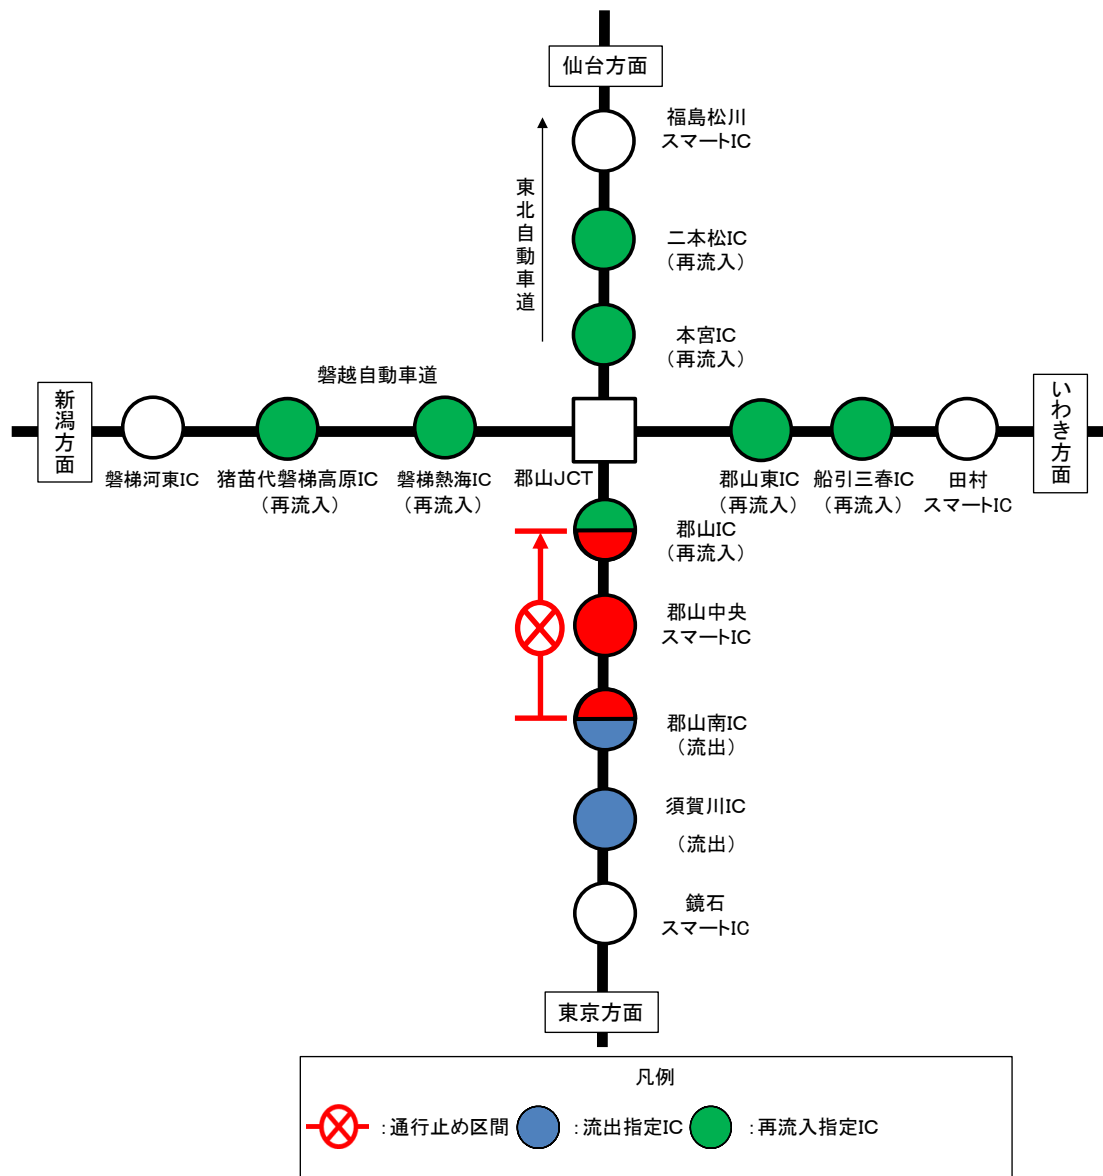 仙台方面
福島松川
スマートIC
東北自動車道
二本松IC
（再流入）
本宮IC
（再流入）
磐越自動車道
新潟方面
いわき方面
磐梯河東IC
猪苗代磐梯高原IC
（再流入）
磐梯熱海IC
（再流入）
郡山JCT
郡山東IC
（再流入）
船引三春IC
（再流入）
田村
スマートIC
郡山IC
（再流入）
郡山中央
スマートIC
郡山南IC
（流出）
須賀川IC
（流出）
鏡石
スマートIC
東京方面
凡例
：通行止め区間
：流出指定IC
：再流入指定IC